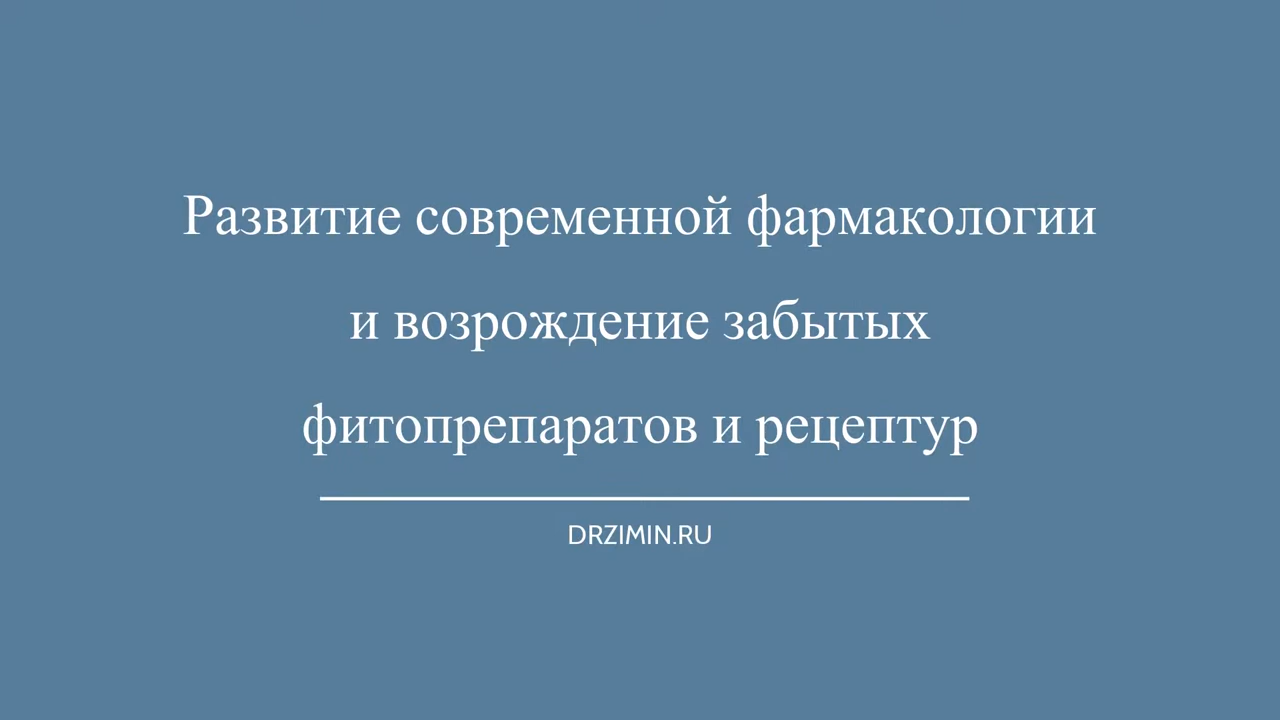 Развитие современной фармакологии
и возрождение забытых
фитопрепаратов и рецептур
DRZIMIN.RU